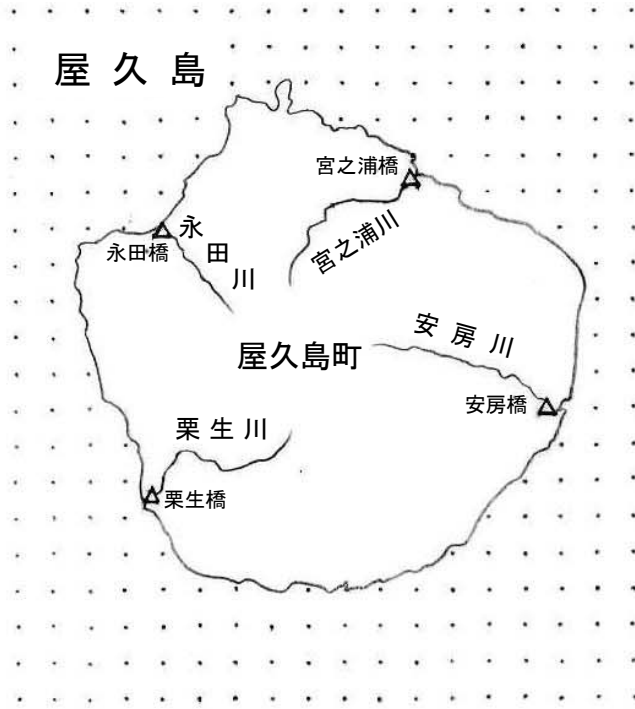 屋久島
宮之浦橋
永田橋
永田川
宮之浦川
屋久島町
安房川
安房橋
栗生川
栗生橋